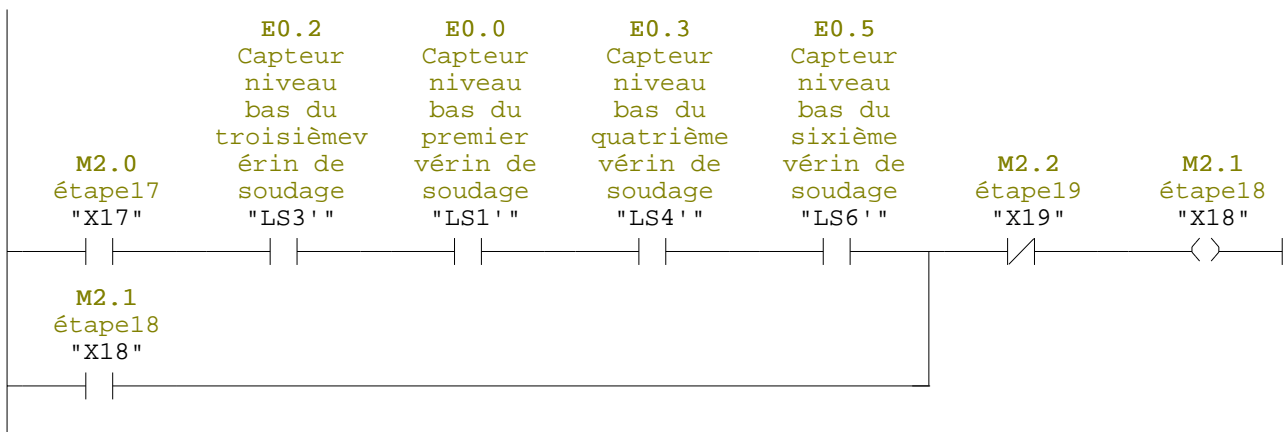 E0.2 E0.0 E0.3 E0.5
Capteur Capteur Capteur Capteur
niveau niveau niveau niveau
bas du bas du bas du bas du
troisièmev premier quatrième sixième
M2.0 érin de vérin de vérin de vérin de M2.2 M2.1
étape17 soudage soudage soudage soudage étape19 étape18
"X17" "LS3'" "LS1'" "LS4'" "LS6'" "X19" "X18"
M2.1
étape18
"X18"